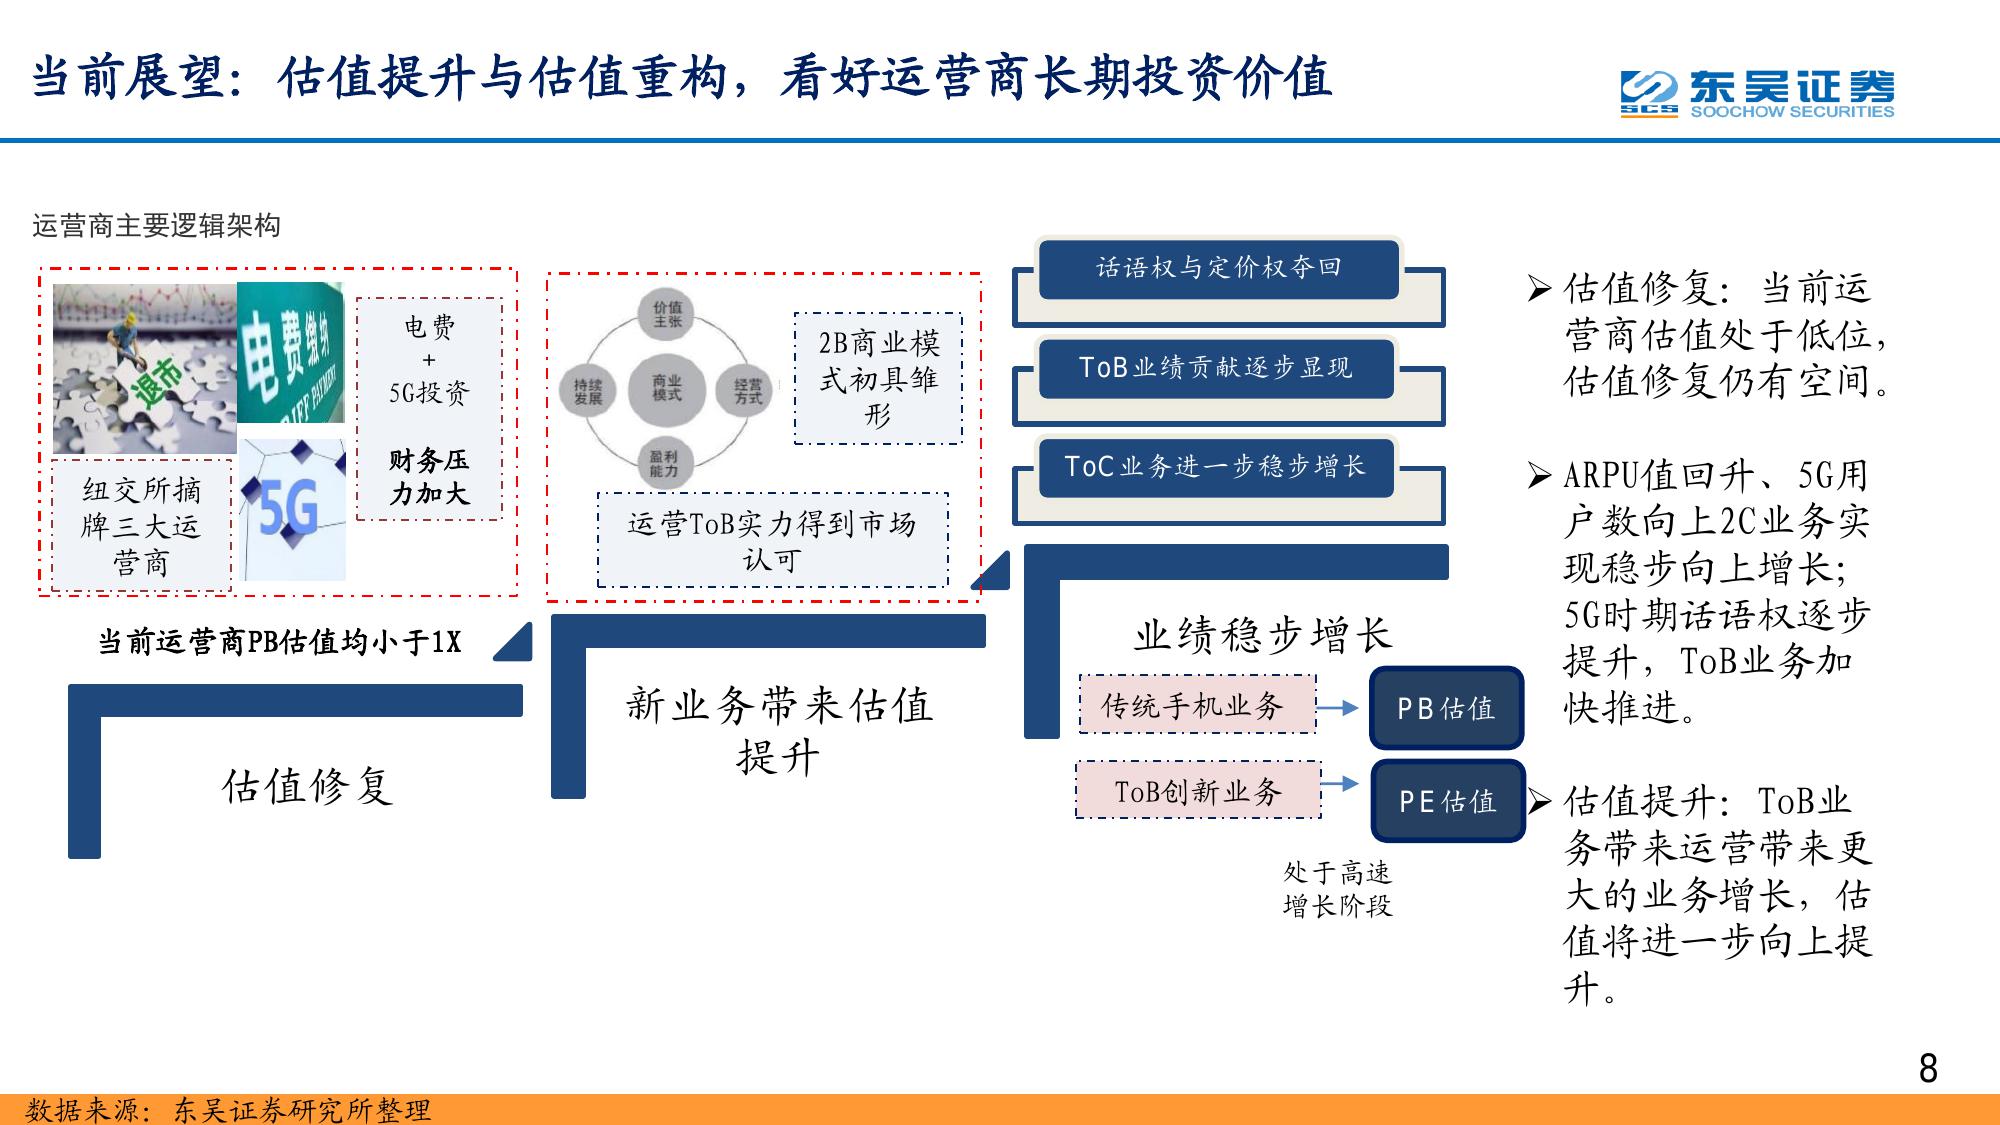 当前展望：估值提升与估值重构，看好运营商长期投资价值
SCS
东吴证券
SOOCHOW SECURITIES
运营商主要逻辑架构
退市
电费缴纳
5G
电费
+
5G投资
财务压
力加大
纽交所摘
牌三大运
营商
当前运营商PB估值均小于1X
估值修复
价值
主张
持续
发展
商业
模式
经营
方式
盈利
能力
2B商业模
式初具雏
形
运营ToB实力得到市场
认可
新业务带来估值
提升
话语权与定价权夺回
ToB业绩贡献逐步显现
ToC业务进一步稳步增长
业绩稳步增长
传统手机业务
PB估值
ToB创新业务
PE估值
处于高速
增长阶段
➢估值修复：当前运
营商估值处于低位，
估值修复仍有空间。
➢ARPU值回升、5G用
户数向上2C业务实
现稳步向上增长；
5G时期话语权逐步
提升，ToB业务加
快推进。
➢估值提升：ToB业
务带来运营带来更
大的业务增长，估
值将进一步向上提
升。
8
数据来源：东吴证券研究所整理